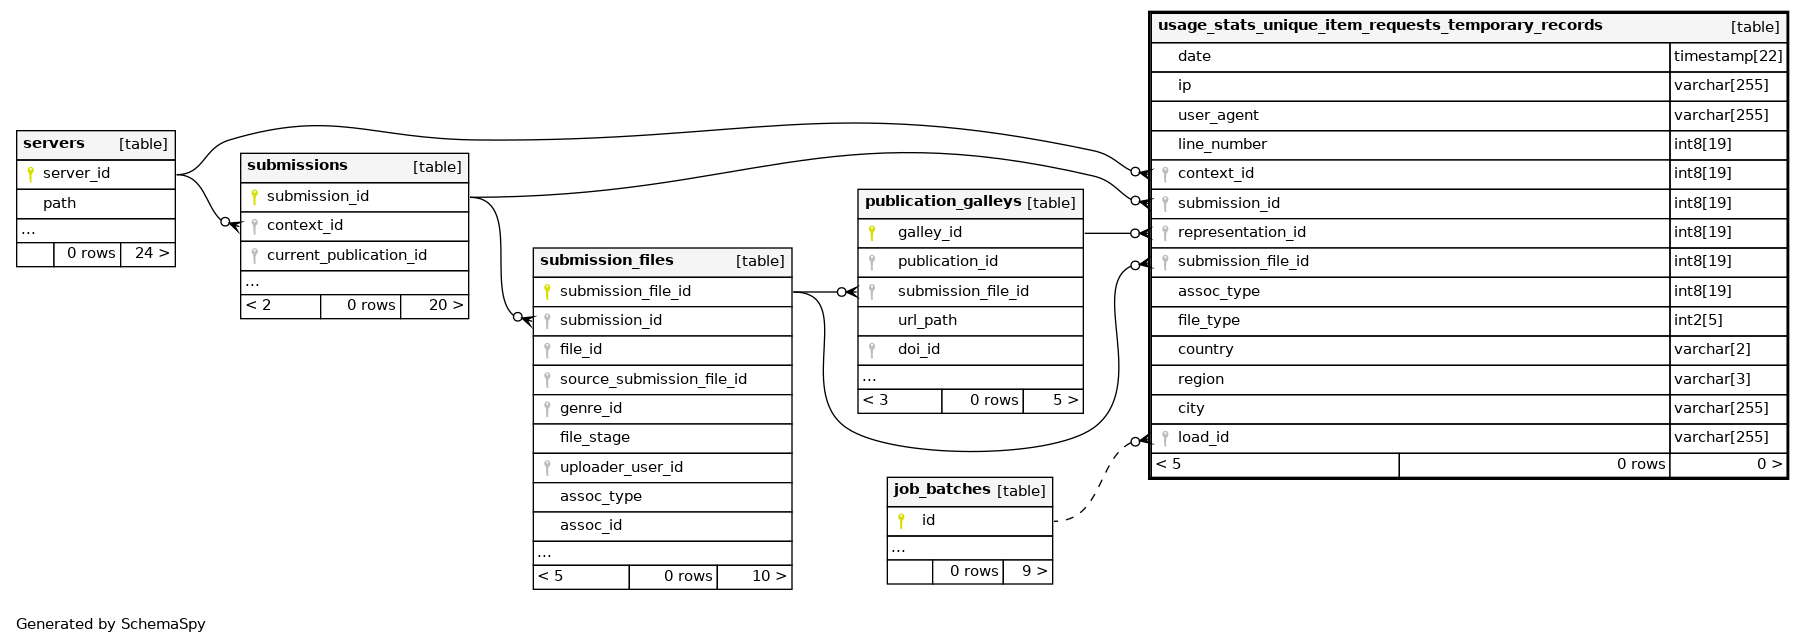 servers [table]
server_id
path
...
0 rows 24 >
submissions [table]
submission_id
context_id
current_publication_id
...
< 2 0 rows 20 >
submission_files [table]
submission_file_id
submission_id
file_id
source_submission_file_id
genre_id
file_stage
uploader_user_id
assoc_type
assoc_id
...
< 5 0 rows 10 >
publication_galleys [table]
galley_id
publication_id
submission_file_id
url_path
doi_id
...
< 3 0 rows 5 >
job_batches [table]
id
...
0 rows 9 >
usage_stats_unique_item_requests_temporary_records [table]
date timestamp[22]
ip varchar[255]
user_agent varchar[255]
line_number int8[19]
context_id int8[19]
submission_id int8[19]
representation_id int8[19]
submission_file_id int8[19]
assoc_type int8[19]
file_type int2[5]
country varchar[2]
region varchar[3]
city varchar[255]
load_id varchar[255]
< 5 0 rows 0 >
Generated by SchemaSpy